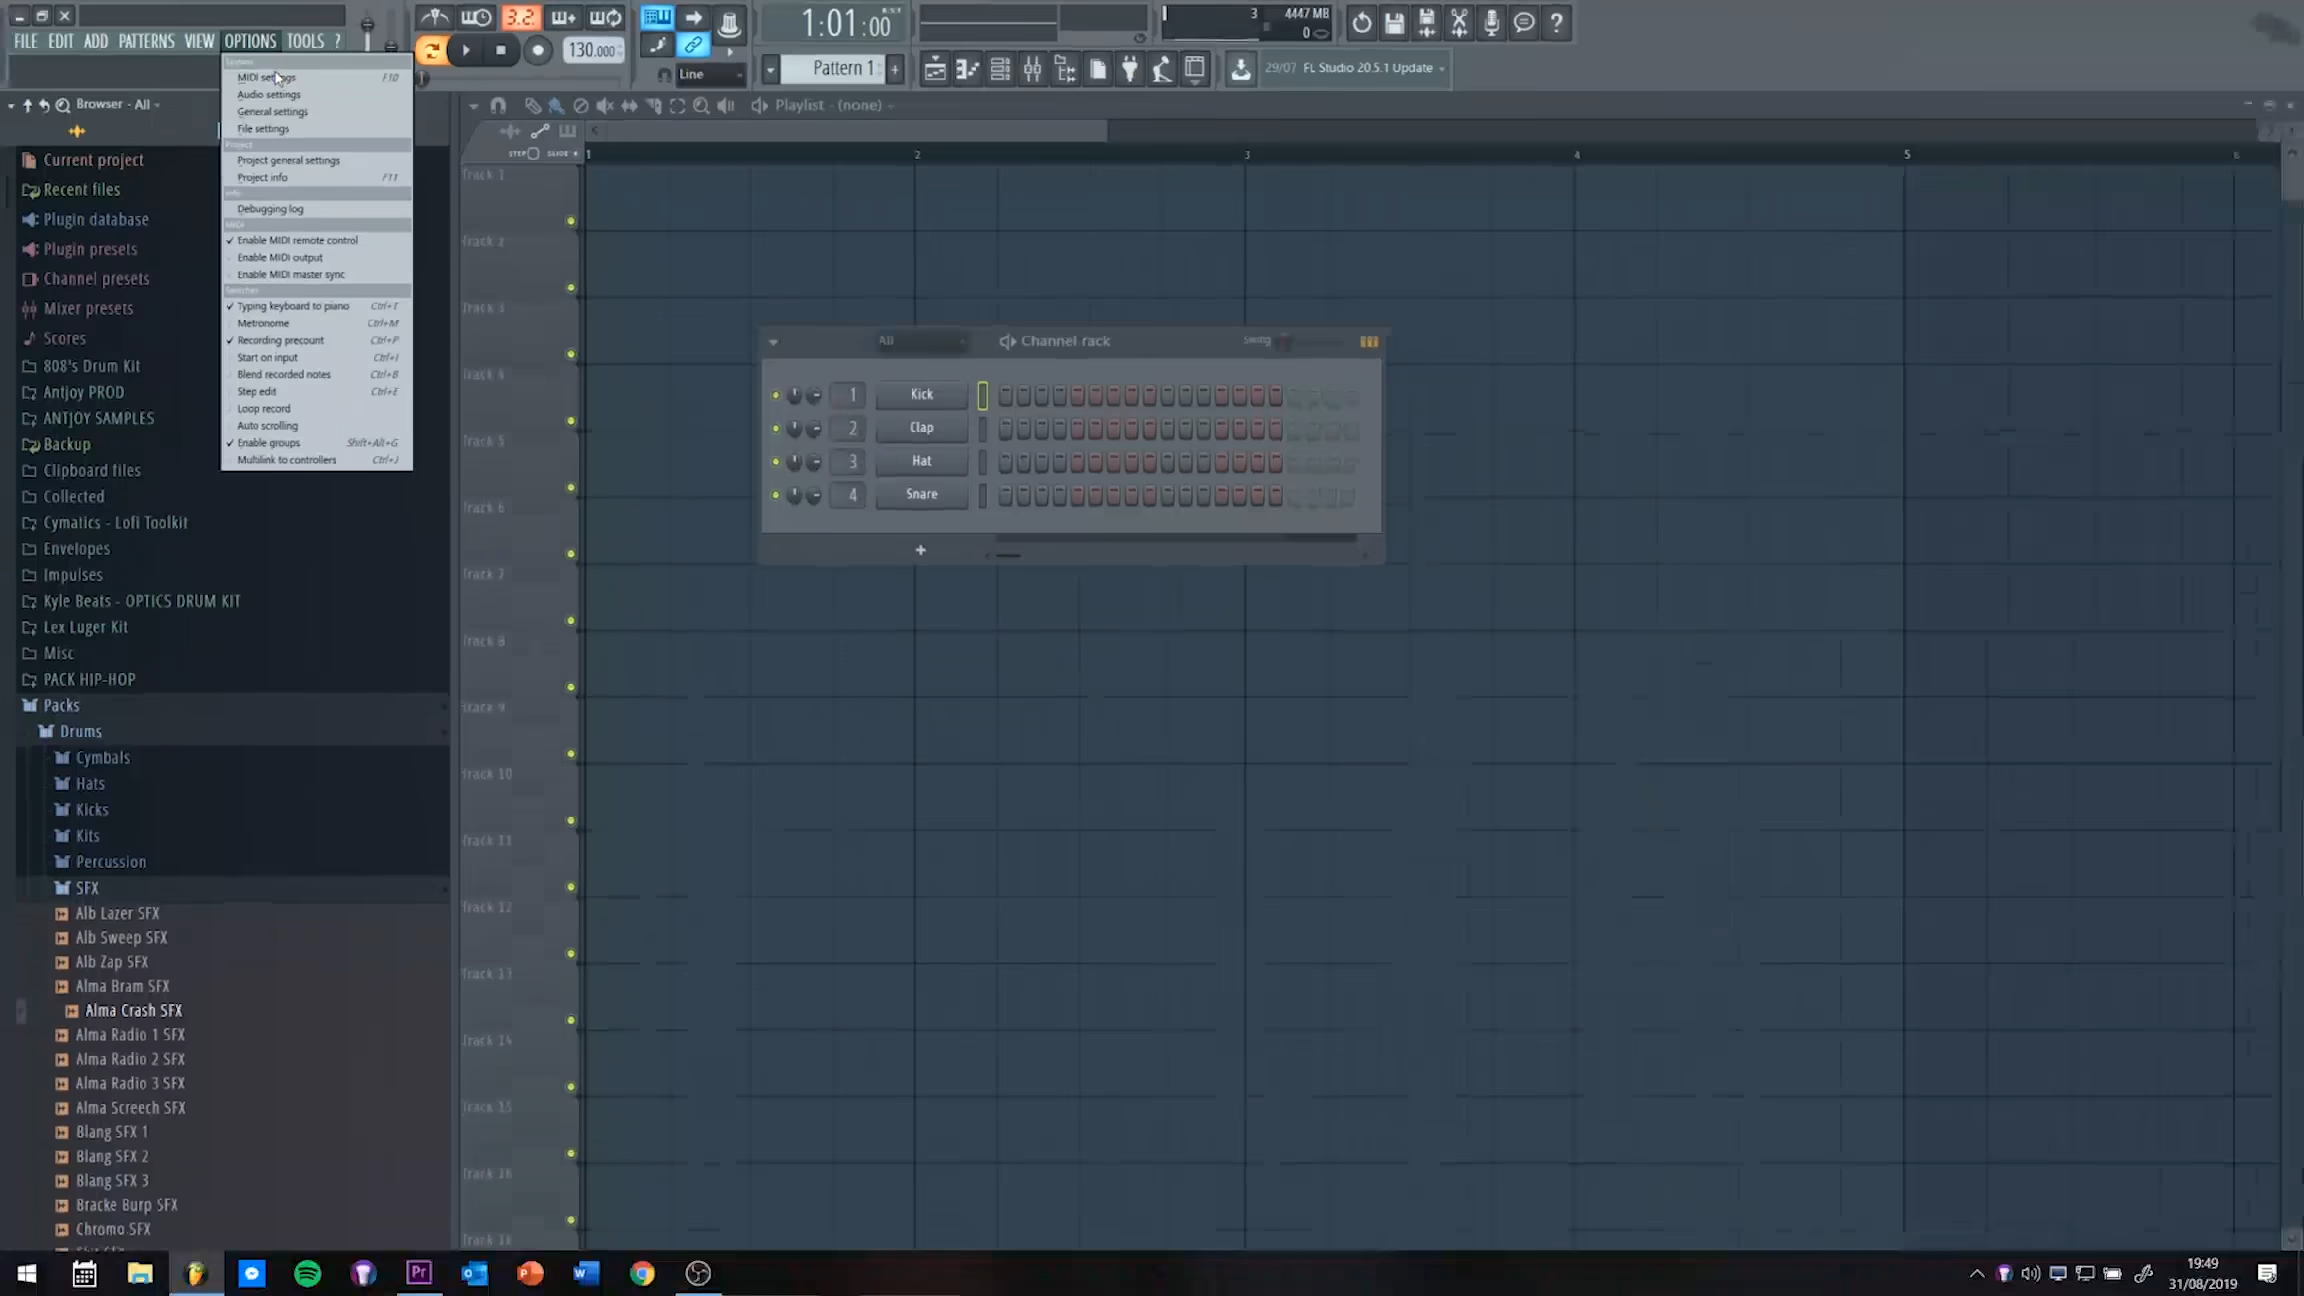 3.2.
1:01:00
3
4447 MB
0
FILE EDIT ADD PATTERNS VIEW OPTIONS TOOLS ?
130.000
Line
Pattern 1
29/07 FL Studio 20.5.1 Update
System
MIDI settings F10
Audio settings
General settings
File settings
Project
Project general settings
Project info F11
Info
Debugging log
MIDI
Enable MIDI remote control
Enable MIDI output
Enable MIDI master sync
Switches
Typing keyboard to piano Ctrl+T
Metronome Ctrl+M
Recording precount Ctrl+P
Start on input Ctrl+I
Blend recorded notes Ctrl+B
Step edit Ctrl+E
Loop record
Auto scrolling
Enable groups Shift+Alt+G
Multilink to controllers Ctrl+J
Browser - All
Current project
Recent files
Plugin database
Plugin presets
Channel presets
Mixer presets
Scores
808's Drum Kit
Antjoy PROD
ANTJOY SAMPLES
Backup
Clipboard files
Collected
Cymatics - Lofi Toolkit
Envelopes
Impulses
Kyle Beats - OPTICS DRUM KIT
Lex Luger Kit
Misc
PACK HIP-HOP
Packs
Drums
Cymbals
Hats
Kicks
Kits
Percussion
SFX
Alb Lazer SFX
Alb Sweep SFX
Alb Zap SFX
Alma Bram SFX
Alma Crash SFX
Alma Radio 1 SFX
Alma Radio 2 SFX
Alma Radio 3 SFX
Alma Screech SFX
Blang SFX 1
Blang SFX 2
Blang SFX 3
Bracke Burp SFX
Chromo SFX
Playlist - (none)
STEP SLIDE
1 2 3 4 5 6
Track 1
Track 2
Track 3
Track 4
Track 5
Track 6
Track 7
Track 8
Track 9
Track 10
Track 11
Track 12
Track 13
Track 14
Track 15
Track 16
All Channel rack Swing
1 Kick
2 Clap
3 Hat
4 Snare
+
19:49
31/08/2019